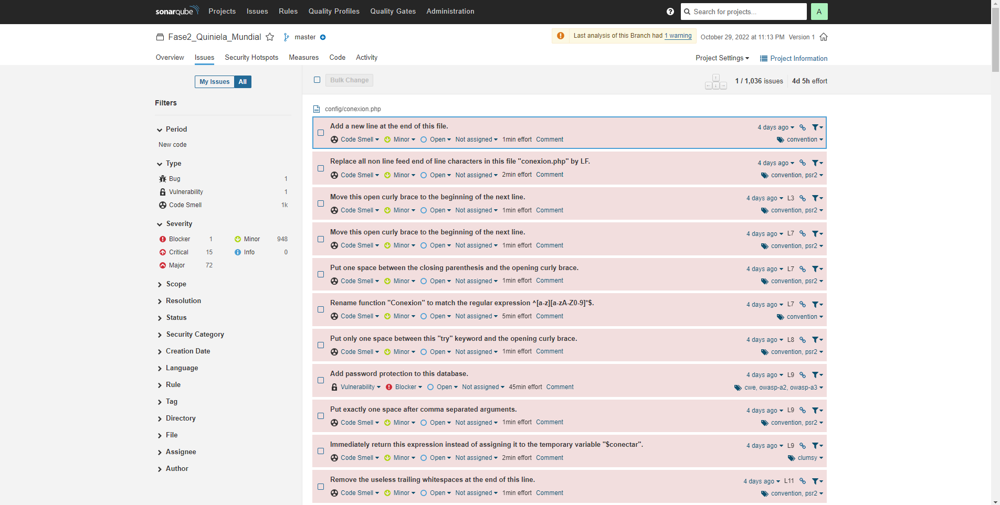 sonarqube Projects Issues Rules Quality Profiles Quality Gates Administration ? Search for projects... A
Fase2_Quiniela_Mundial master Last analysis of this Branch had 1 warning October 29, 2022 at 11:13 PM Version 1
Overview Issues Security Hotspots Measures Code Activity Project Settings Project Information
My Issues All
Bulk Change 1 / 1,036 issues 4d 5h effort
Filters
Period
New code
Type
Bug 1
Vulnerability 1
Code Smell 1k
Severity
Blocker 1 Minor 948
Critical 15 Info 0
Major 72
Scope
Resolution
Status
Security Category
Creation Date
Language
Rule
Tag
Directory
File
Assignee
Author
config/conexion.php
Add a new line at the end of this file. 4 days ago
Code Smell Minor Open Not assigned 1min effort Comment convention
Replace all non line feed end of line characters in this file "conexion.php" by LF. 4 days ago
Code Smell Minor Open Not assigned 2min effort Comment convention, psr2
Move this open curly brace to the beginning of the next line. 4 days ago L3
Code Smell Minor Open Not assigned 1min effort Comment convention, psr2
Move this open curly brace to the beginning of the next line. 4 days ago L7
Code Smell Minor Open Not assigned 1min effort Comment convention, psr2
Put one space between the closing parenthesis and the opening curly brace. 4 days ago L7
Code Smell Minor Open Not assigned 1min effort Comment convention, psr2
Rename function "Conexion" to match the regular expression ^[a-z][a-zA-Z0-9]*$. 4 days ago L7
Code Smell Minor Open Not assigned 5min effort Comment convention
Put only one space between this "try" keyword and the opening curly brace. 4 days ago L8
Code Smell Minor Open Not assigned 1min effort Comment convention, psr2
Add password protection to this database. 4 days ago L9
Vulnerability Blocker Open Not assigned 45min effort Comment cwe, owasp-a2, owasp-a3
Put exactly one space after comma separated arguments. 4 days ago L9
Code Smell Minor Open Not assigned 1min effort Comment convention, psr2
Immediately return this expression instead of assigning it to the temporary variable "$conectar". 4 days ago L9
Code Smell Minor Open Not assigned 2min effort Comment clumsy
Remove the useless trailing whitespaces at the end of this line. 4 days ago L11
Code Smell Minor Open Not assigned 1min effort Comment convention, psr2